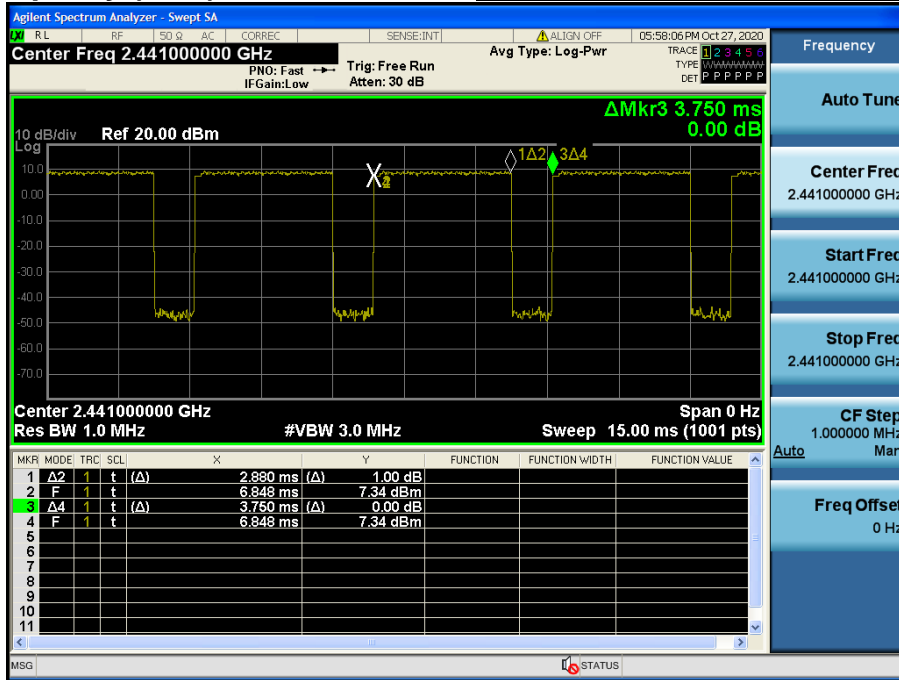 Agilent Spectrum Analyzer - Swept SA
LXI RL RF 50 Ω AC CORREC SENSE:INT ALIGN OFF 05:58:06 PM Oct 27, 2020
Center Freq 2.441000000 GHz Avg Type: Log-Pwr TRACE 1 2 3 4 5 6
PNO: Fast Trig: Free Run TYPE WWWWWW
IFGain:Low Atten: 30 dB DET P P P P P P
ΔMkr3 3.750 ms
10 dB/div Ref 20.00 dBm 0.00 dB
Log
1Δ2 3Δ4
10.0
X2
0.00
-10.0
-20.0
-30.0
-40.0
-50.0
-60.0
-70.0
Center 2.441000000 GHz Span 0 Hz
Res BW 1.0 MHz #VBW 3.0 MHz Sweep 15.00 ms (1001 pts)
MKR MODE TRC SCL X Y FUNCTION FUNCTION WIDTH FUNCTION VALUE
1 Δ2 1 t (Δ) 2.880 ms (Δ) 1.00 dB
2 F 1 t 6.848 ms 7.34 dBm
3 Δ4 1 t (Δ) 3.750 ms (Δ) 0.00 dB
4 F 1 t 6.848 ms 7.34 dBm
5
6
7
8
9
10
11
MSG STATUS
Frequency
Auto Tune
Center Freq
2.441000000 GHz
Start Freq
2.441000000 GHz
Stop Freq
2.441000000 GHz
CF Step
1.000000 MHz
Auto Man
Freq Offset
0 Hz